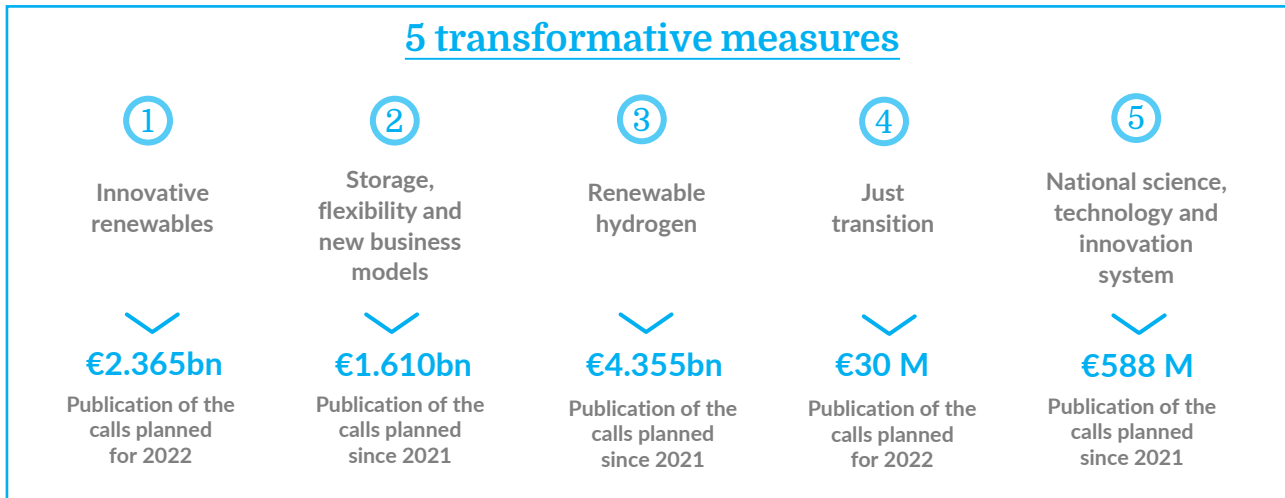 5 transformative measures
1
Innovative
renewables
€2.365bn
Publication of the
calls planned
for 2022
2
Storage,
flexibility and
new business
models
€1.610bn
Publication of the
calls planned
since 2021
3
Renewable
hydrogen
€4.355bn
Publication of the
calls planned
since 2021
4
Just
transition
€30 M
Publication of the
calls planned
for 2022
5
National science,
technology and
innovation
system
€588 M
Publication of the
calls planned
since 2021